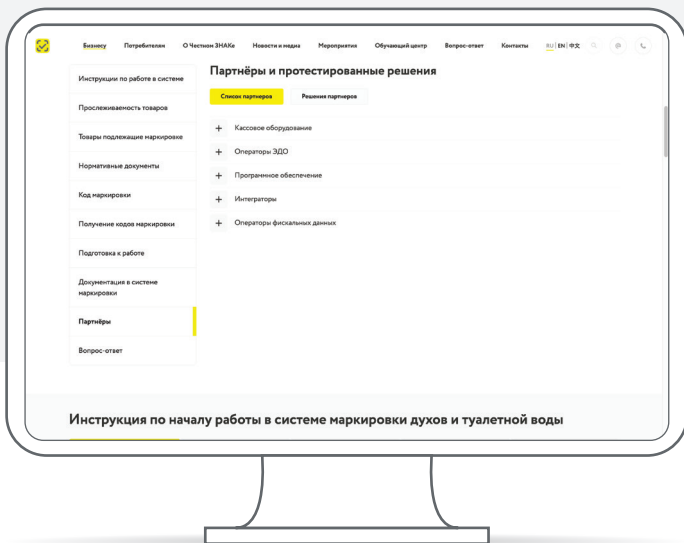 Бизнесу Потребителям О Честном ЗНАКе Новости и медиа Мероприятия Обучающий центр Вопрос-ответ Контакты RU | EN | 中文
Инструкции по работе в системе
Прослеживаемость товаров
Товары подлежащие маркировке
Нормативные документы
Код маркировки
Получение кодов маркировки
Подготовка к работе
Документация в системе
маркировки
Партнёры
Вопрос-ответ
Партнёры и протестированные решения
Список партнеров Решения партнеров
Кассовое оборудование
Операторы ЭДО
Программное обеспечение
Интеграторы
Операторы фискальных данных
Инструкция по началу работы в системе маркировки духов и туалетной воды